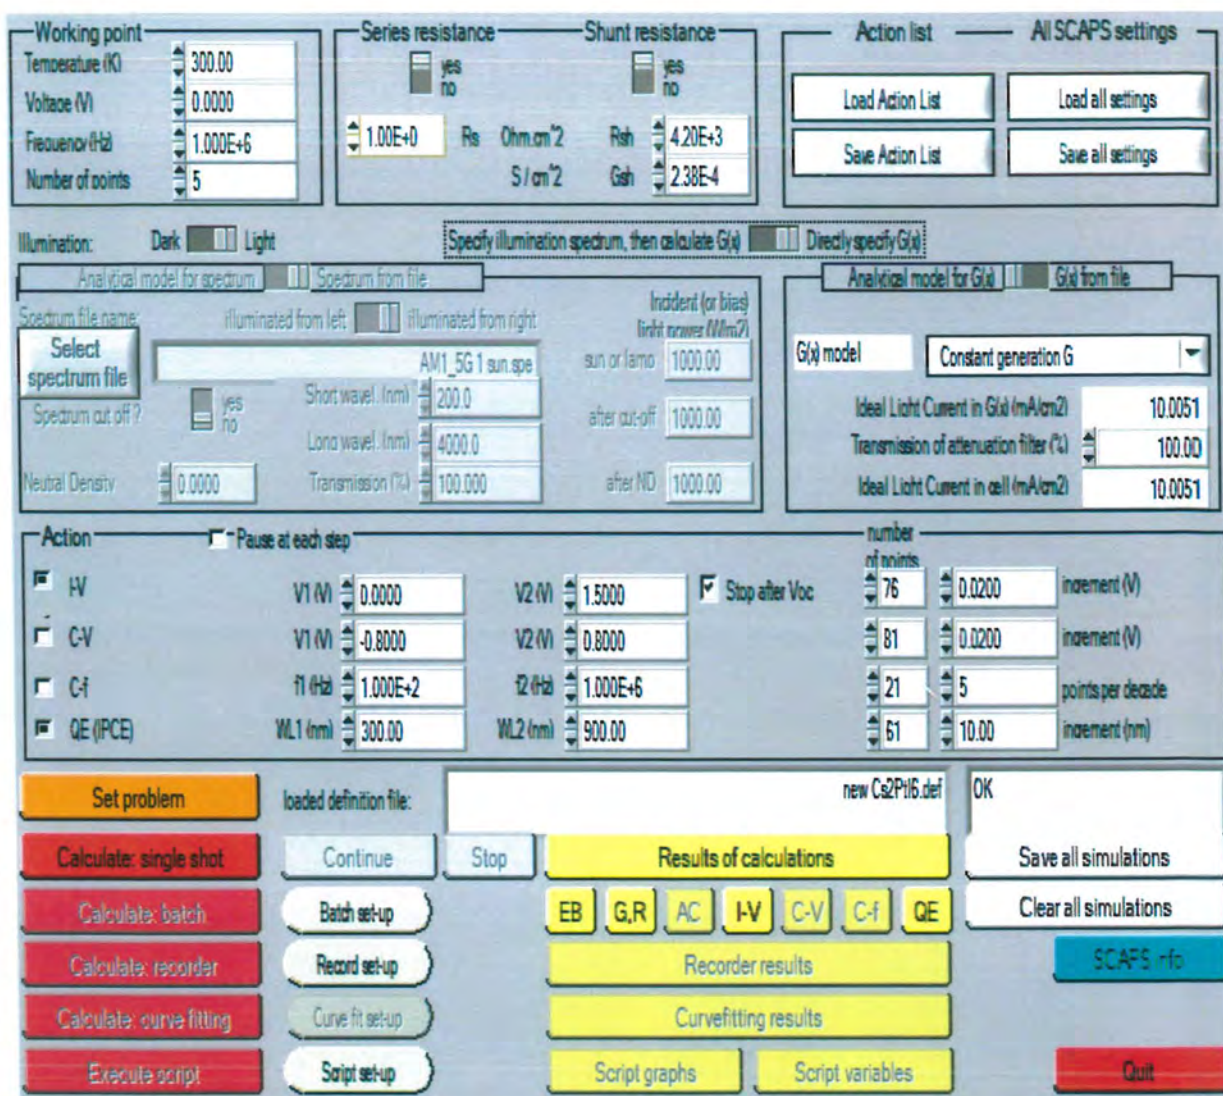 Working point
Temperature (K) 300.00
Voltage (V) 0.0000
Frequency (Hz) 1.000E+6
Number of points 5
Series resistance
yes
no
1.00E+0 Rs Ohm.cm^2
S / cm^2
Shunt resistance
yes
no
Rsh 4.20E+3
Gsh 2.38E-4
Action list
Load Action List
Save Action List
All SCAPS settings
Load all settings
Save all settings
Illumination: Dark Light
Specify illumination spectrum, then calculate G(x) Directly specify G(x)
Analytical model for spectrum Spectrum from file
Spectrum file name: illuminated from left illuminated from right
Incident (or bias)
light power (W/m2)
Select
spectrum file
AM1_5G 1 sun.spe
sun or lamp 1000.00
Spectrum cut off ? yes
no
Short wavel. (nm) 200.0
Long wavel. (nm) 4000.0
after cut-off 1000.00
Neutral Density 0.0000
Transmission (%) 100.000
after ND 1000.00
Analytical model for G(x) G(x) from file
G(x) model Constant generation G
Ideal Light Current in G(x) (mA/cm2) 10.0051
Transmission of attenuation filter (%) 100.00
Ideal Light Current in cell (mA/cm2) 10.0051
Action Pause at each step
number
of points
I-V V1 (V) 0.0000 V2 (V) 1.5000 Stop after Voc 76 0.0200 increment (V)
C-V V1 (V) -0.8000 V2 (V) 0.8000 81 0.0200 increment (V)
C-f f1 (Hz) 1.000E+2 f2 (Hz) 1.000E+6 21 5 points per decade
QE (IPCE) WL1 (nm) 300.00 WL2 (nm) 900.00 61 10.00 increment (nm)
Set problem loaded definition file: new Cs2PtI6.def OK
Calculate: single shot Continue Stop Results of calculations Save all simulations
Calculate: batch Batch set-up EB G,R AC I-V C-V C-f QE Clear all simulations
Calculate: recorder Record set-up Recorder results SCAPS info
Calculate: curve fitting Curve fit set-up Curvefitting results
Execute script Script set-up Script graphs Script variables Quit